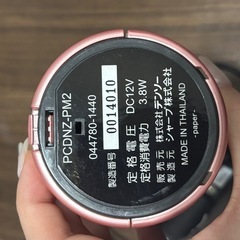 PCDNZ-PM2
044780-1440
製造番号 0014010
定格電圧 DC12V
定格消費電力 3.8W
販売元 株式会社デンソー
製造元 シャープ株式会社
MADE IN THAILAND
-paper-